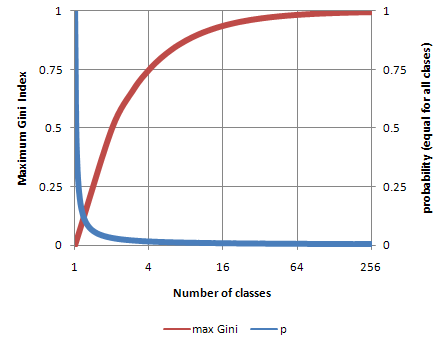 1 1
0.75 0.75
0.5 0.5
0.25 0.25
0 0
Maximum Gini Index
probability (equal for all clases)
1 4 16 64 256
Number of classes
max Gini p